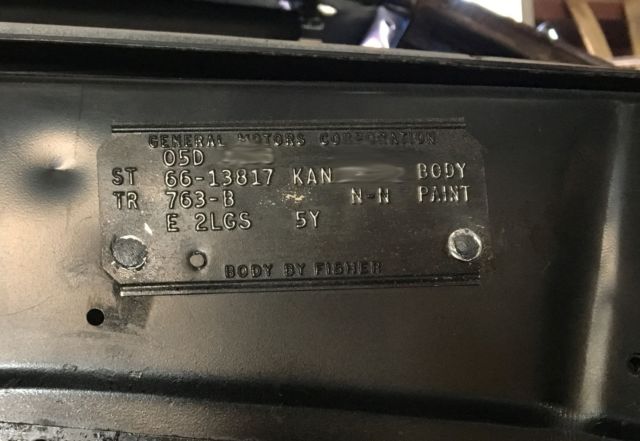 GENERAL MOTORS CORPORATION
05D
ST 66-13817 KAN BODY
TR 763-B N-N PAINT
E 2LGS 5Y
BODY BY FISHER